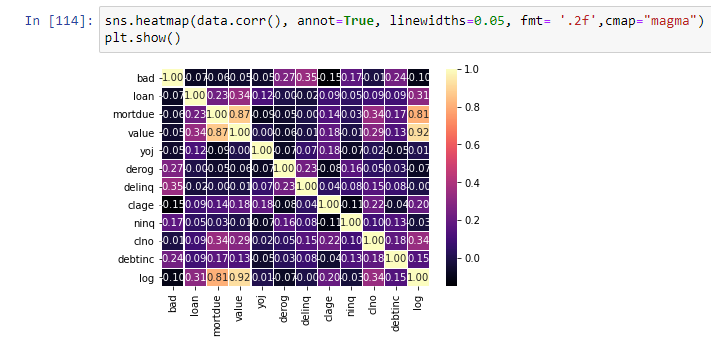 In [114]: sns.heatmap(data.corr(), annot=True, linewidths=0.05, fmt= '.2f',cmap="magma")
plt.show()
bad 1.00 -0.07 -0.06 -0.05 -0.05 0.27 0.35 -0.15 0.17 -0.01 0.24 -0.10
loan -0.07 1.00 0.23 0.34 0.12 -0.00 -0.02 0.09 0.05 0.09 0.09 0.31
mortdue -0.06 0.23 1.00 0.87 -0.09 -0.05 -0.00 0.14 0.03 0.34 0.17 0.81
value -0.05 0.34 0.87 1.00 0.00 -0.06 -0.01 0.18 -0.01 0.29 0.13 0.92
yoj -0.05 0.12 -0.09 0.00 1.00 -0.07 0.07 0.18 -0.07 0.02 -0.05 0.01
derog 0.27 -0.00 -0.05 -0.06 -0.07 1.00 0.23 -0.08 0.16 0.05 0.03 -0.07
delinq 0.35 -0.02 -0.00 -0.01 0.07 0.23 1.00 0.04 0.08 0.15 0.08 -0.00
clage -0.15 0.09 0.14 0.18 0.18 -0.08 0.04 1.00 -0.11 0.22 -0.04 0.20
ninq 0.17 0.05 0.03 -0.01 -0.07 0.16 0.08 -0.11 1.00 0.10 0.13 -0.03
clno -0.01 0.09 0.34 0.29 0.02 0.05 0.15 0.22 0.10 1.00 0.18 0.34
debtinc 0.24 0.09 0.17 0.13 -0.05 0.03 0.08 -0.04 0.13 0.18 1.00 0.15
log -0.10 0.31 0.81 0.92 0.01 -0.07 -0.00 0.20 -0.03 0.34 0.15 1.00
bad loan mortdue value yoj derog delinq clage ninq clno debtinc log
1.0
0.8
0.6
0.4
0.2
0.0